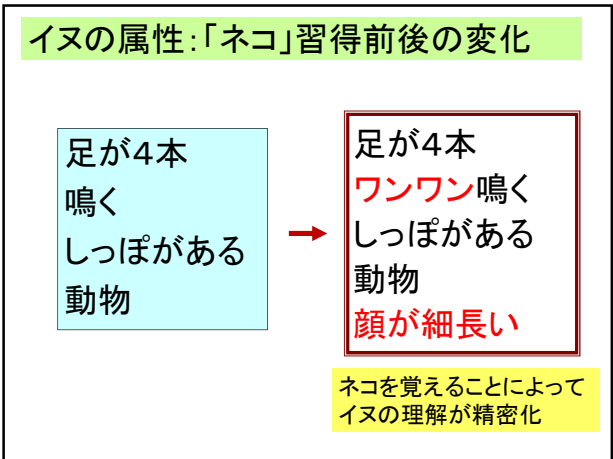 イヌの属性:「ネコ」習得前後の変化
足が４本
鳴く
しっぽがある
動物
足が４本
ワンワン鳴く
しっぽがある
動物
顔が細長い
ネコを覚えることによって
イヌの理解が精密化